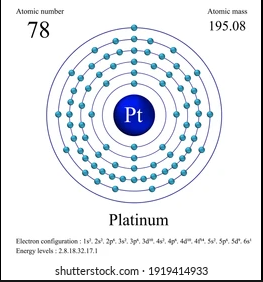 Atomic number
Atomic mass
78
195.08
Pt
Platinum
Electron configuration : 1s². 2s². 2p⁶. 3s². 3p⁶. 3d¹⁰. 4s². 4p⁶. 4d¹⁰. 4f¹⁴. 5s². 5p⁶. 5d⁹. 6s¹
Energy levels : 2.8.18.32.17.1
shutterstock.com · 1919414933